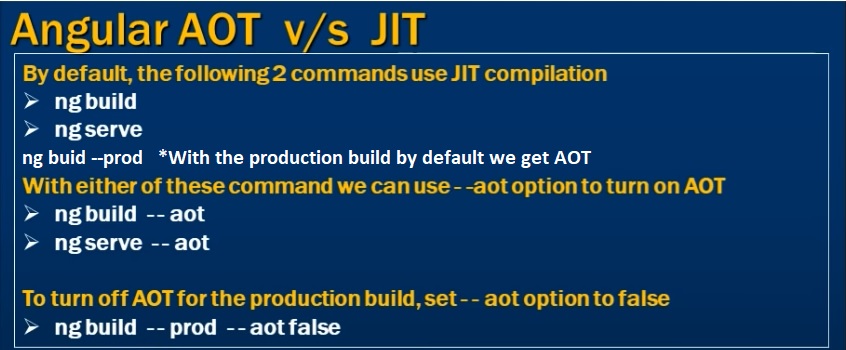 Angular AOT v/s JIT
By default, the following 2 commands use JIT compilation
➢ ng build
➢ ng serve
ng buid --prod *With the production build by default we get AOT
With either of these command we can use - -aot option to turn on AOT
➢ ng build -- aot
➢ ng serve -- aot
To turn off AOT for the production build, set - - aot option to false
➢ ng build -- prod -- aot false